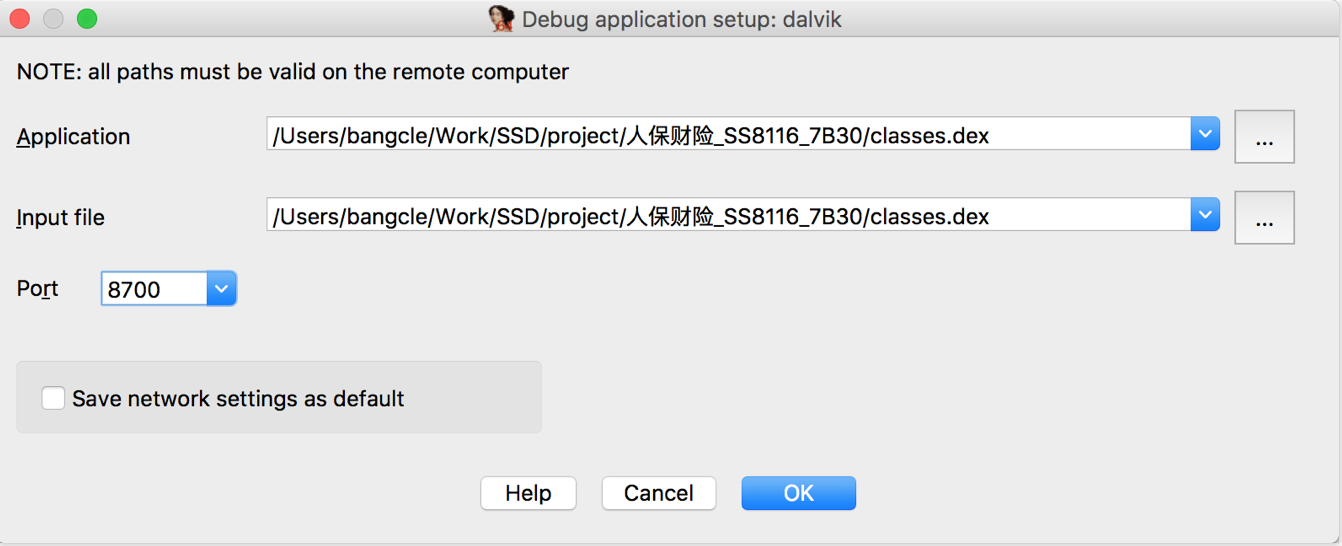 Debug application setup: dalvik
NOTE: all paths must be valid on the remote computer
Application /Users/bangcle/Work/SSD/project/人保财险_SS8116_7B30/classes.dex ...
Input file /Users/bangcle/Work/SSD/project/人保财险_SS8116_7B30/classes.dex ...
Port 8700
Save network settings as default
Help Cancel OK